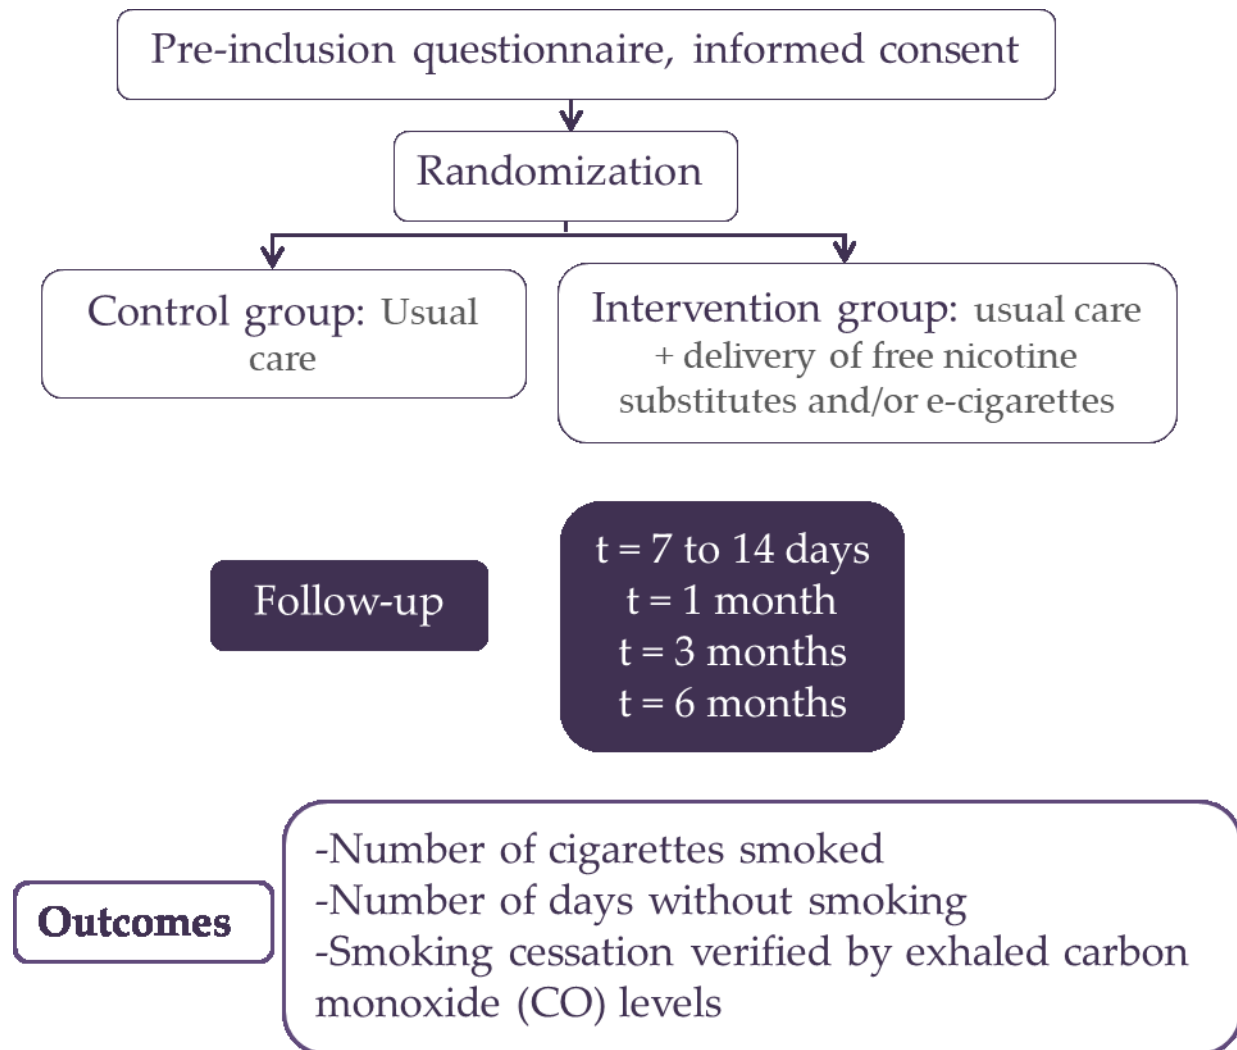 Pre-inclusion questionnaire, informed consent
Randomization
Control group: Usual
care
Intervention group: usual care
+ delivery of free nicotine
substitutes and/or e-cigarettes
Follow-up
t = 7 to 14 days
t = 1 month
t = 3 months
t = 6 months
Outcomes
-Number of cigarettes smoked
-Number of days without smoking
-Smoking cessation verified by exhaled carbon
monoxide (CO) levels